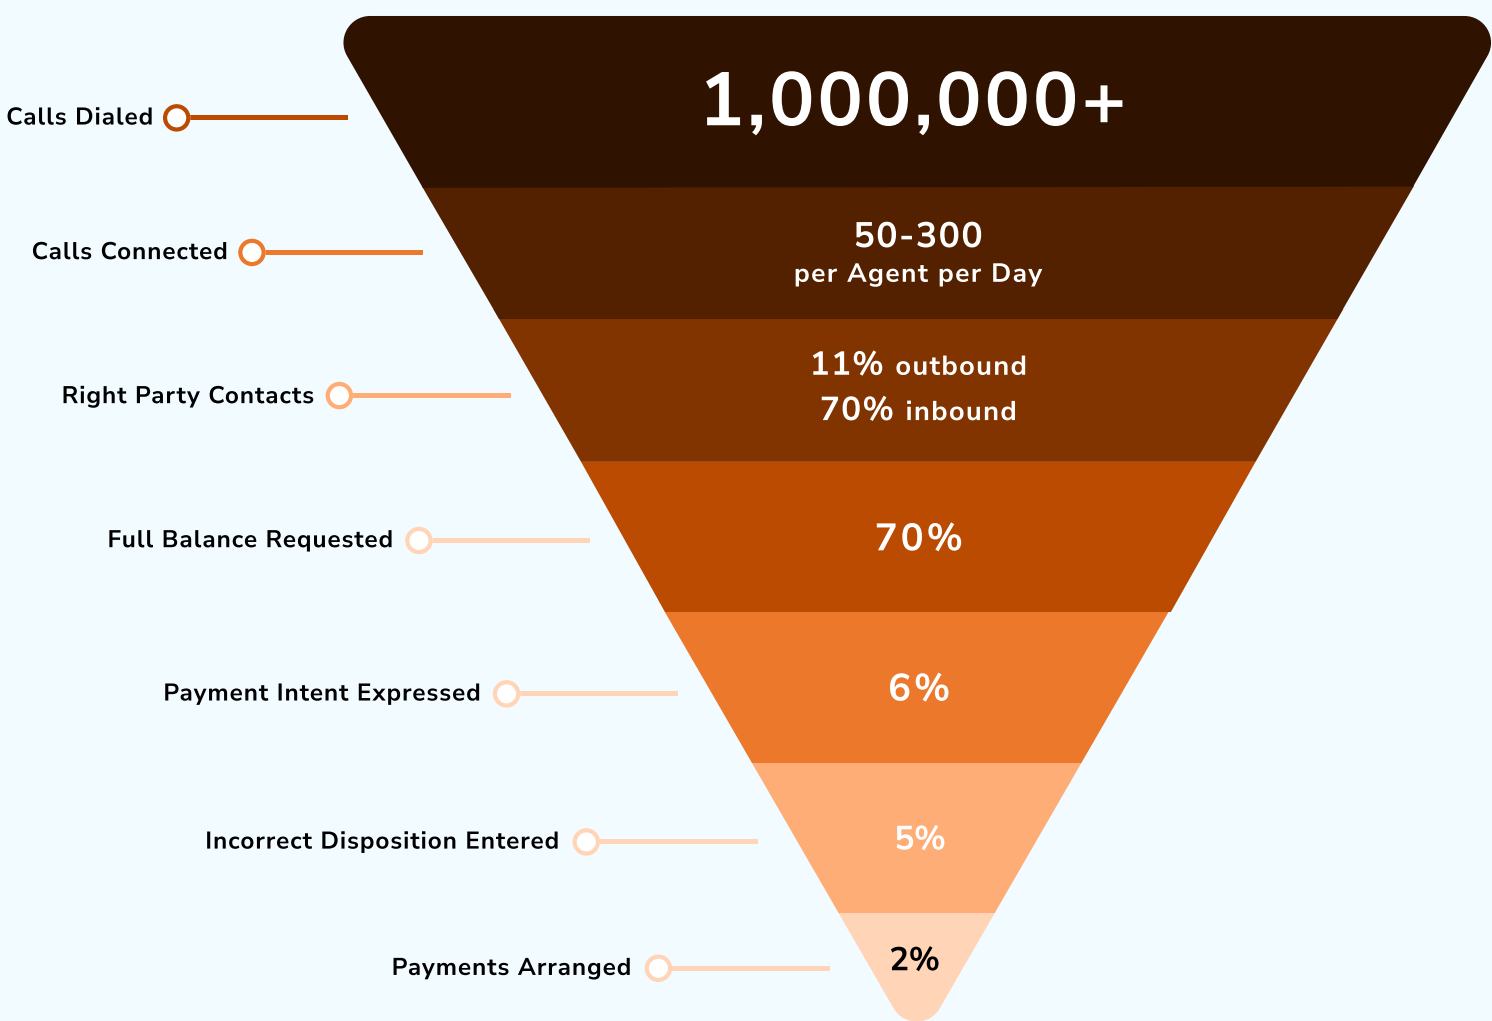 1,000,000+
Calls Dialed
50-300
per Agent per Day
Calls Connected
11% outbound
70% inbound
Right Party Contacts
70%
Full Balance Requested
6%
Payment Intent Expressed
5%
Incorrect Disposition Entered
2%
Payments Arranged